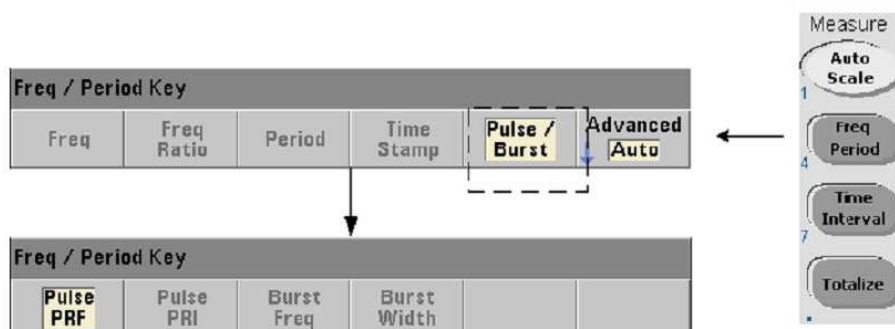 Measure
Auto
Scale
1
Freq
Period
4
Time
Interval
7
Totalize
Freq / Period Key
Freq
Freq
Ratio
Period
Time
Stamp
Pulse /
Burst
Advanced
Auto
Freq / Period Key
Pulse
PRF
Pulse
PRI
Burst
Freq
Burst
Width